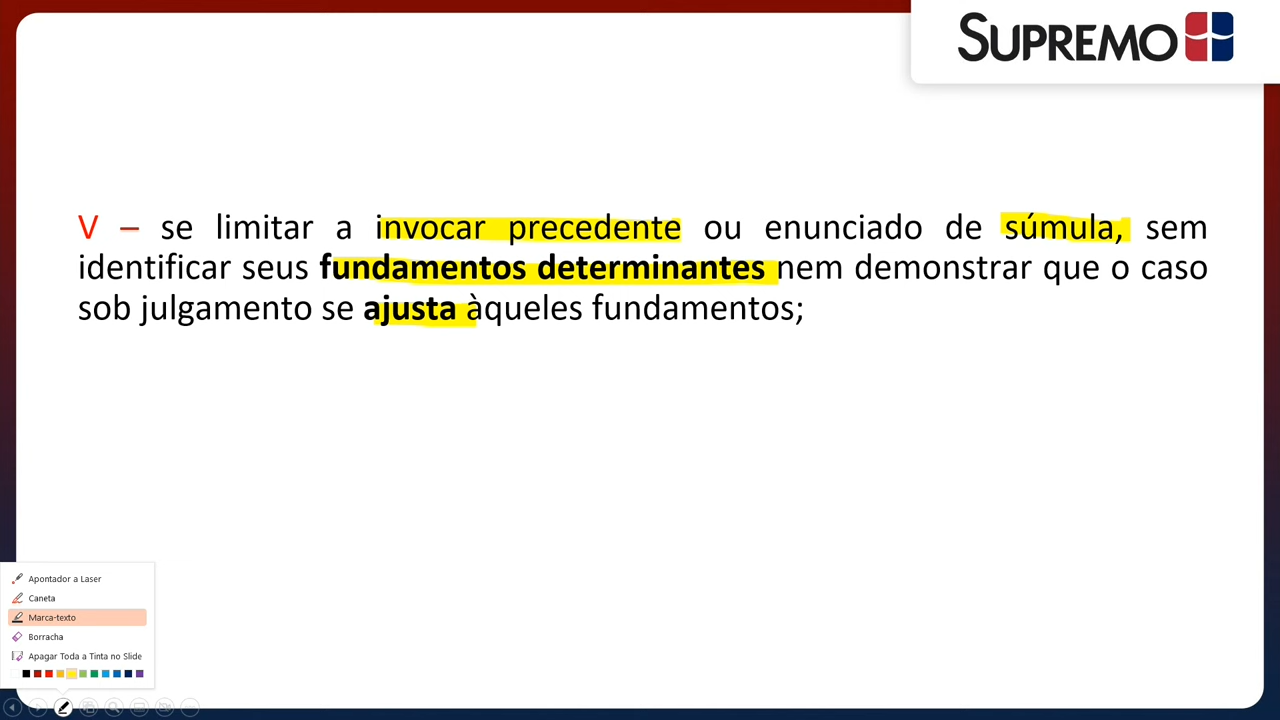 SUPREMO
V – se limitar a invocar precedente ou enunciado de súmula, sem
identificar seus fundamentos determinantes nem demonstrar que o caso
sob julgamento se ajusta àqueles fundamentos;
Apontador a Laser
Caneta
Marca-texto
Borracha
Apagar Toda a Tinta no Slide